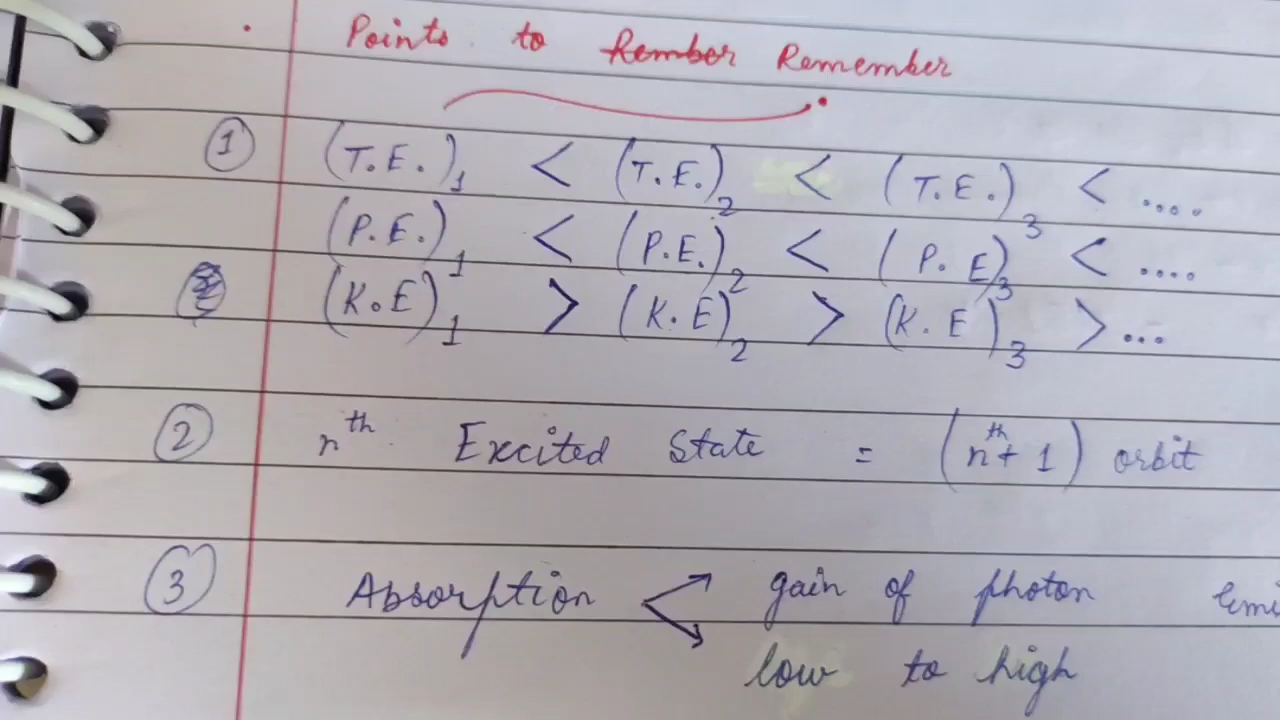 Points to Rember Remember
① (T.E.)₁ < (T.E.)₂ < (T.E.)₃ < ....
(P.E.)₁ < (P.E.)₂ < (P.E)₃ < ....
(K.E)₁ > (K.E)₂ > (K.E)₃ > ...
② nᵗʰ Excited State = (nᵗʰ+ 1) orbit
③ Absorption gain of photon
low to high